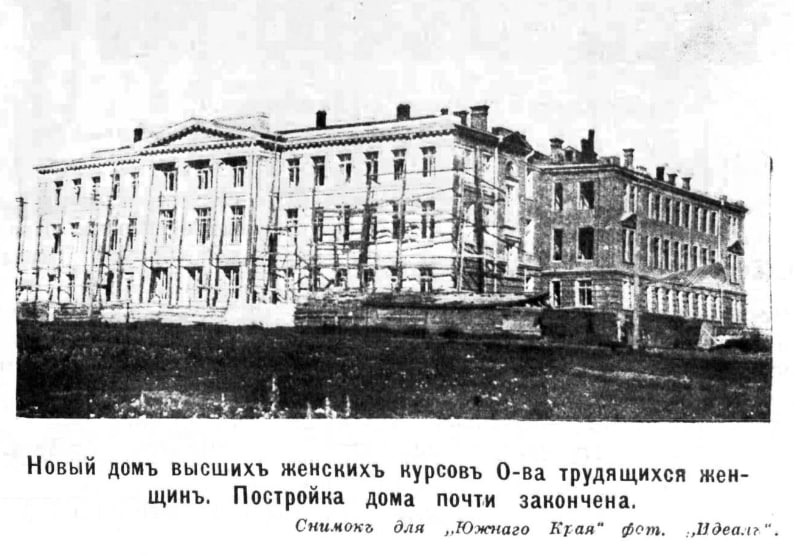 Новый домъ высшихъ женскихъ курсовъ О-ва трудящихся жен-
щинъ. Постройка дома почти закончена.
Снимокъ для „Южнаго Края“ фот. „Идеалъ“.